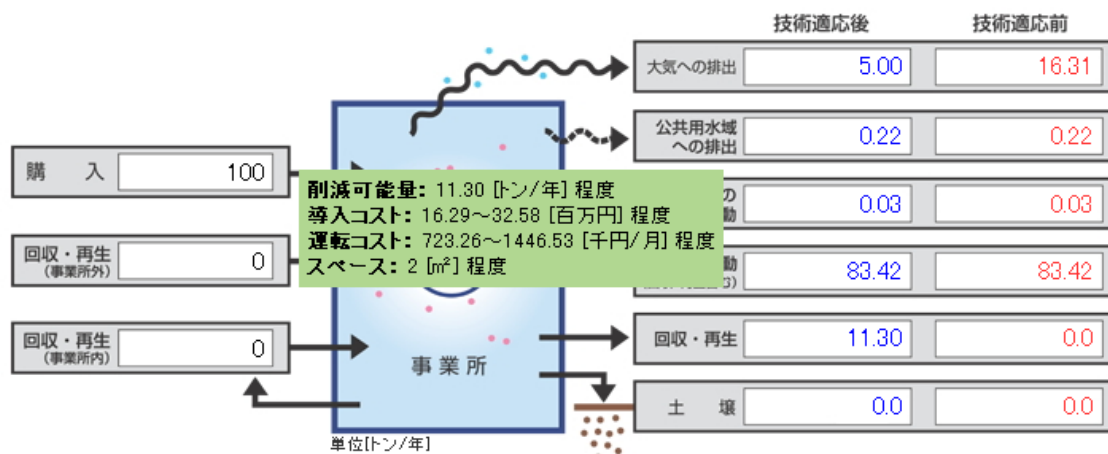 技術適応後 技術適応前
大気への排出 5.00 16.31
公共用水域
への排出 0.22 0.22
購 入 100
削減可能量: 11.30 [トン/年] 程度
導入コスト: 16.29～32.58 [百万円] 程度
運転コスト: 723.26～1446.53 [千円/月] 程度
スペース: 2 [㎡] 程度
の
動 0.03 0.03
回収・再生
(事業所外) 0
動 83.42 83.42
回収・再生
(事業所内) 0
事業所
回収・再生 11.30 0.0
土 壌 0.0 0.0
単位[トン/年]